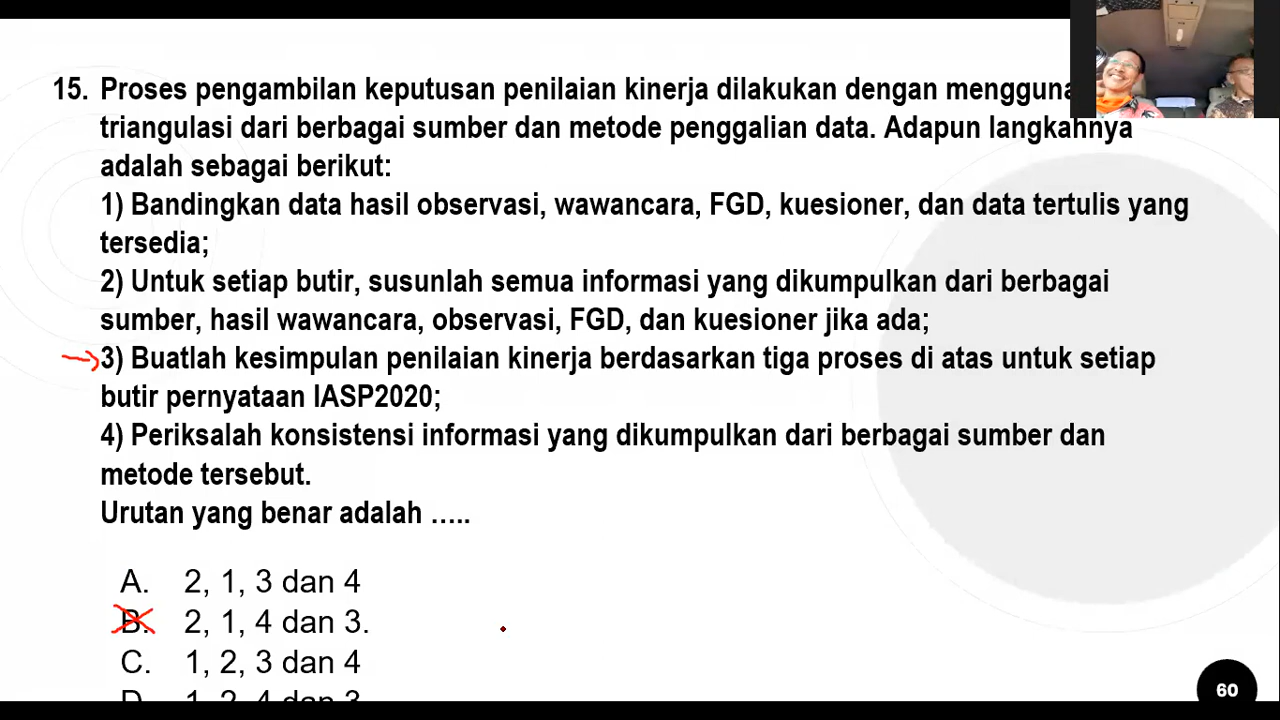 15. Proses pengambilan keputusan penilaian kinerja dilakukan dengan
triangulasi dari berbagai sumber dan metode penggalian data. Adapun langkahnya
adalah sebagai berikut:
1) Bandingkan data hasil observasi, wawancara, FGD, kuesioner, dan data tertulis yang
tersedia;
2) Untuk setiap butir, susunlah semua informasi yang dikumpulkan dari berbagai
sumber, hasil wawancara, observasi, FGD, dan kuesioner jika ada;
3) Buatlah kesimpulan penilaian kinerja berdasarkan tiga proses di atas untuk setiap
butir pernyataan IASP2020;
4) Periksalah konsistensi informasi yang dikumpulkan dari berbagai sumber dan
metode tersebut.
Urutan yang benar adalah …..
A. 2, 1, 3 dan 4
B. 2, 1, 4 dan 3.
C. 1, 2, 3 dan 4
D. 1, 2, 4 dan 3
60